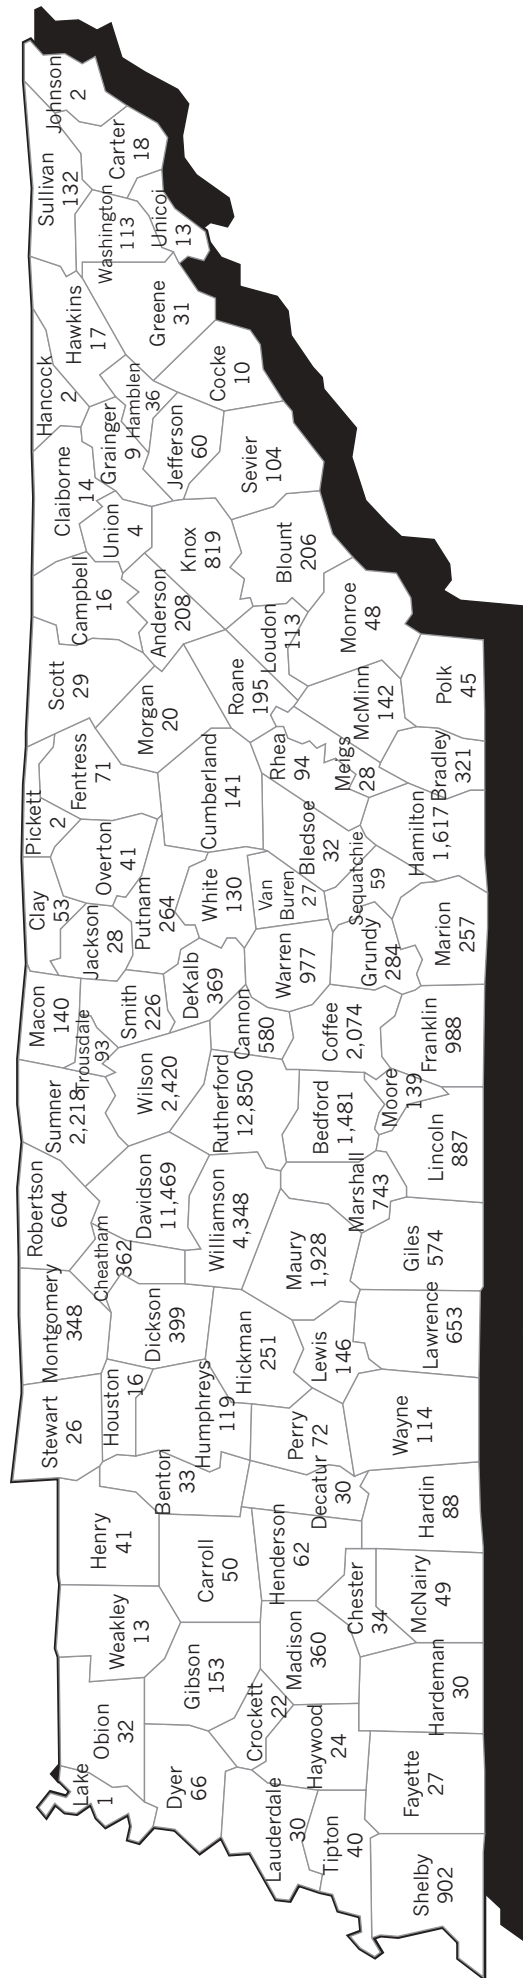 Lake
1
Obion
32
Weakley
13
Henry
41
Stewart
26
Montgomery
348
Robertson
604
Sumner
2,218
Macon
140
Clay
53
Pickett
2
Scott
29
Campbell
16
Claiborne
14
Hancock
2
Hawkins
17
Sullivan
132
Johnson
2
Dyer
66
Gibson
153
Carroll
50
Benton
33
Houston
16
Humphreys
119
Dickson
399
Cheatham
362
Davidson
11,469
Wilson
2,420
Trousdale
93
Smith
226
Jackson
28
Overton
41
Fentress
71
Putnam
264
Morgan
20
Anderson
208
Union
4
Grainger
9
Hamblen
36
Greene
31
Washington
113
Carter
18
Unicoi
13
Crockett
22
Lauderdale
30
Haywood
24
Madison
360
Henderson
62
Decatur
30
Perry
72
Hickman
251
Williamson
4,348
Rutherford
12,850
Cannon
580
DeKalb
369
White
130
Cumberland
141
Roane
195
Knox
819
Jefferson
60
Cocke
10
Sevier
104
Blount
206
Loudon
113
Monroe
48
Tipton
40
Chester
34
Lewis
146
Maury
1,928
Marshall
743
Bedford
1,481
Coffee
2,074
Warren
977
Van
Buren
27
Bledsoe
32
Rhea
94
Meigs
28
McMinn
142
Sequatchie
59
Grundy
284
Moore
139
Shelby
902
Fayette
27
Hardeman
30
McNairy
49
Hardin
88
Wayne
114
Lawrence
653
Giles
574
Lincoln
887
Franklin
988
Marion
257
Hamilton
1,617
Bradley
321
Polk
45